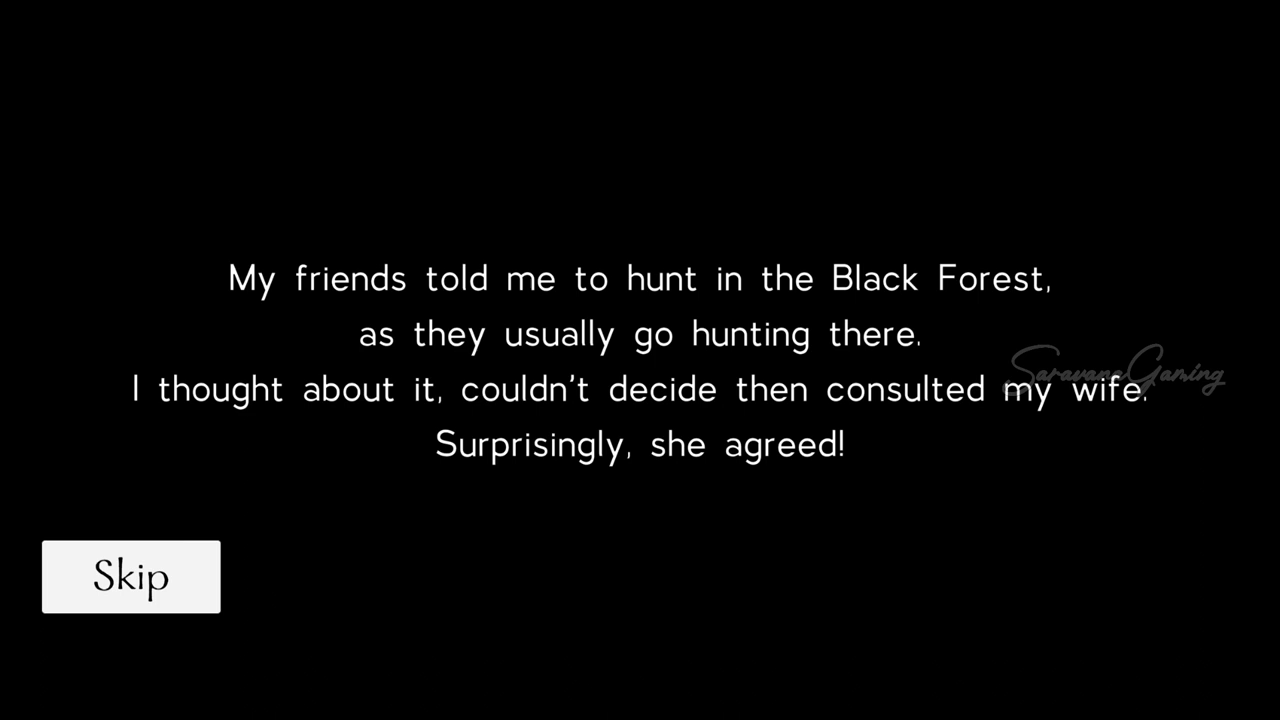 My friends told me to hunt in the Black Forest,
as they usually go hunting there.
I thought about it, couldn't decide then consulted my wife.
Surprisingly, she agreed!
SaravanaGaming
Skip